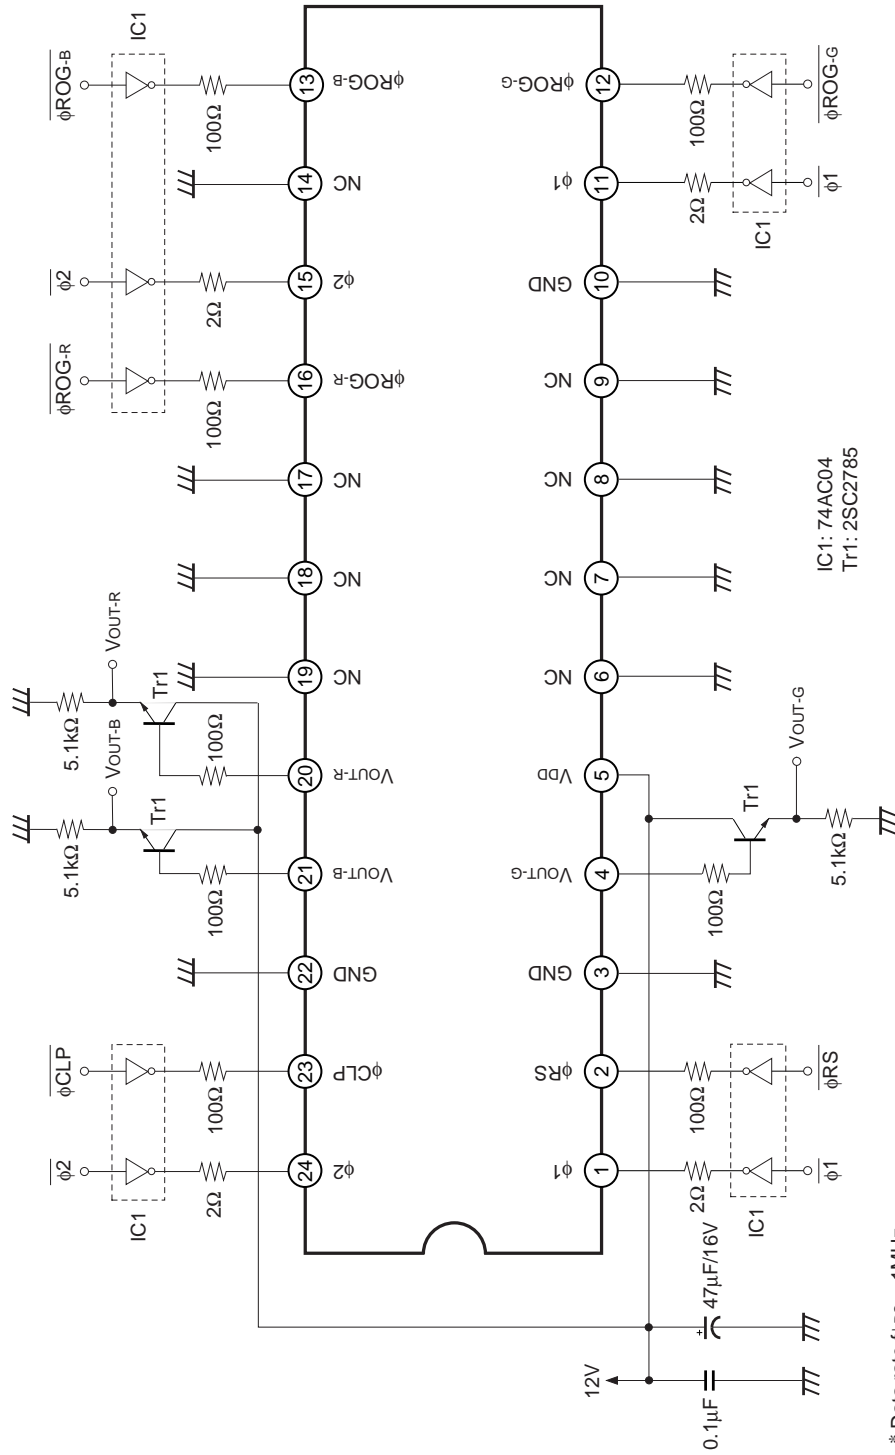 IC1
φROG-B
100Ω
13
φROG-B
14
NC
φ2
2Ω
15
φ2
φROG-R
100Ω
16
φROG-R
17
NC
18
NC
19
NC
5.1kΩ
VOUT-R
Tr1
100Ω
20
VOUT-R
5.1kΩ
VOUT-B
Tr1
100Ω
21
VOUT-B
22
GND
φCLP
100Ω
23
φCLP
φ2
IC1
2Ω
24
φ2
φROG-G
12
100Ω
φROG-G
φ1
11
2Ω
φ1
IC1
GND
10
NC
9
NC
8
NC
7
NC
6
VDD
5
VOUT-G
4
100Ω
Tr1
VOUT-G
5.1kΩ
GND
3
φRS
2
100Ω
φRS
φ1
1
2Ω
φ1
IC1
47µF/16V
+
12V
0.1µF
IC1: 74AC04
Tr1: 2SC2785